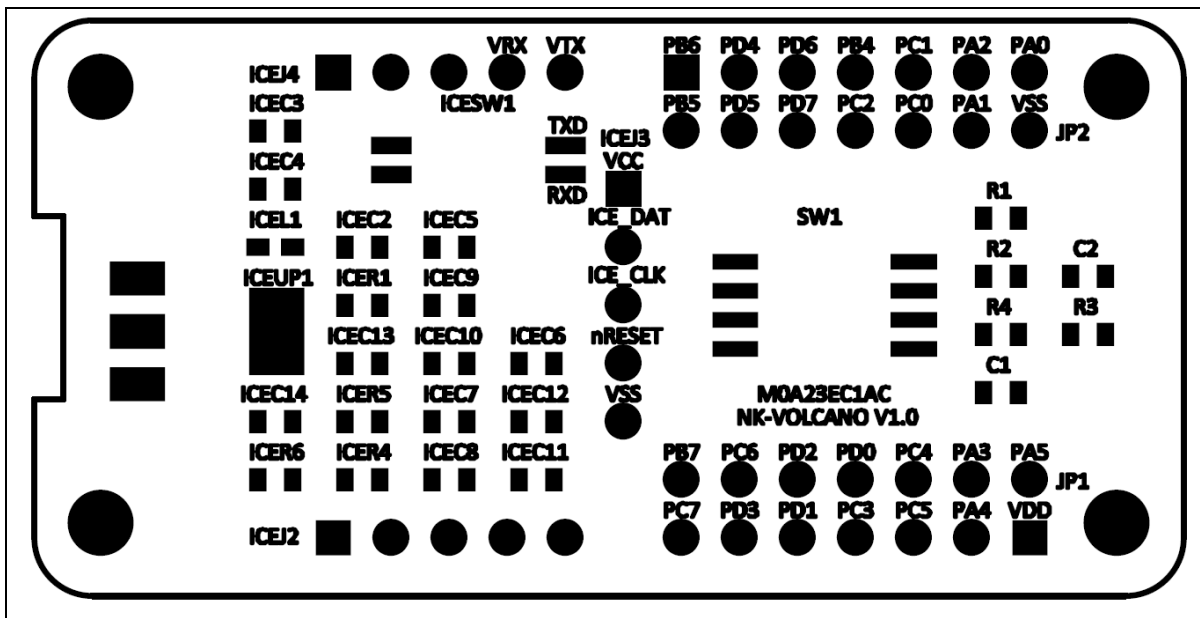 VRX VTX PB6 PD4 PD6 PB4 PC1 PA2 PA0
ICEJ4
ICEC3 ICESW1 PB5 PD5 PD7 PC2 PC0 PA1 VSS
TXD ICEJ3 JP2
ICEC4 VCC
RXD R1
ICEL1 ICEC2 ICEC5 ICE_DAT SW1
R2 C2
ICEUP1 ICER1 ICEC9 ICE_CLK
R4 R3
ICEC13 ICEC10 ICEC6 nRESET
C1
ICEC14 ICER5 ICEC7 ICEC12 VSS M0A23EC1AC
NK-VOLCANO V1.0
ICER6 ICER4 ICEC8 ICEC11 PB7 PC6 PD2 PD0 PC4 PA3 PA5
JP1
PC7 PD3 PD1 PC3 PC5 PA4 VDD
ICEJ2